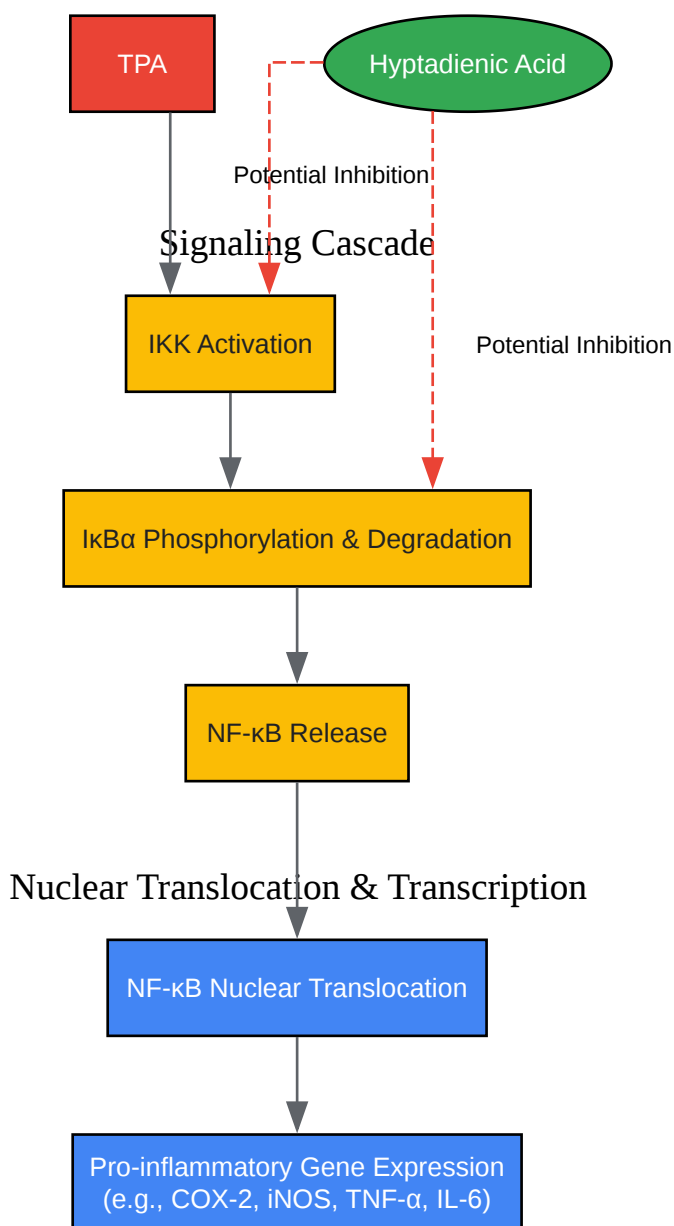 TPA
Hyptadienic Acid
Potential Inhibition
Signaling Cascade
IKK Activation
Potential Inhibition
IκBα Phosphorylation & Degradation
NF-κB Release
Nuclear Translocation & Transcription
NF-κB Nuclear Translocation
Pro-inflammatory Gene Expression
(e.g., COX-2, iNOS, TNF-α, IL-6)